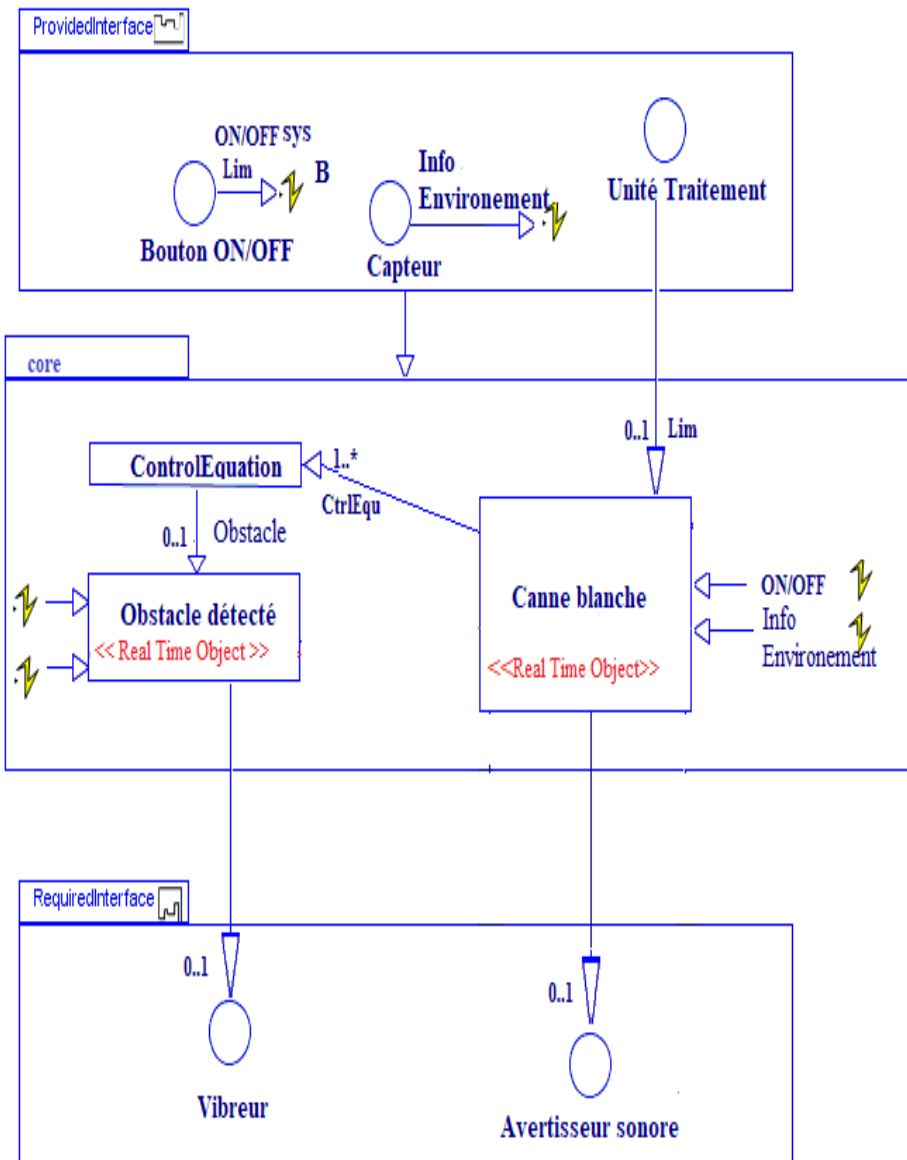 ProvidedInterface
ON/OFF sys
Lim
B
Bouton ON/OFF
Info
Environement
Capteur
Unité Traitement
core
0..1 Lim
ControlEquation
1..*
CtrlEqu
0..1 Obstacle
Obstacle détecté
<< Real Time Object >>
Canne blanche
<<Real Time Object>>
ON/OFF
Info
Environement
RequiredInterface
0..1
Vibreur
0..1
Avertisseur sonore